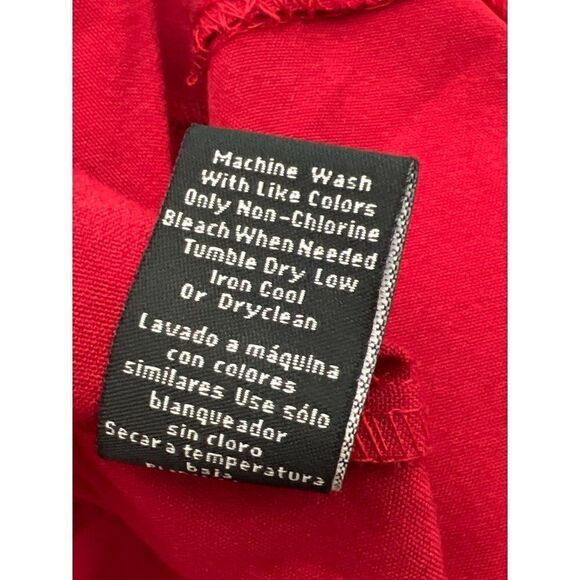 Machine Wash
With Like Colors
Only Non-Chlorine
Bleach When Needed
Tumble Dry Low
Iron Cool
Or Dryclean
Lavado a máquina
con colores
similares Use sólo
blanqueador
sin cloro
Secar a temperatura
baja